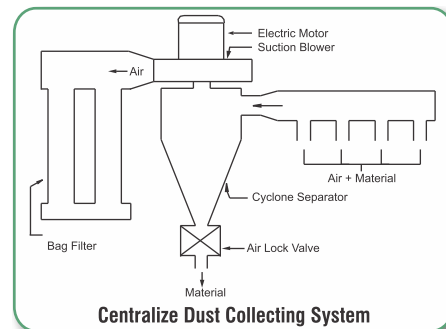 Electric Motor
Suction Blower
Air
Air + Material
Cyclone Separator
Bag Filter
Air Lock Valve
Material
Centralize Dust Collecting System